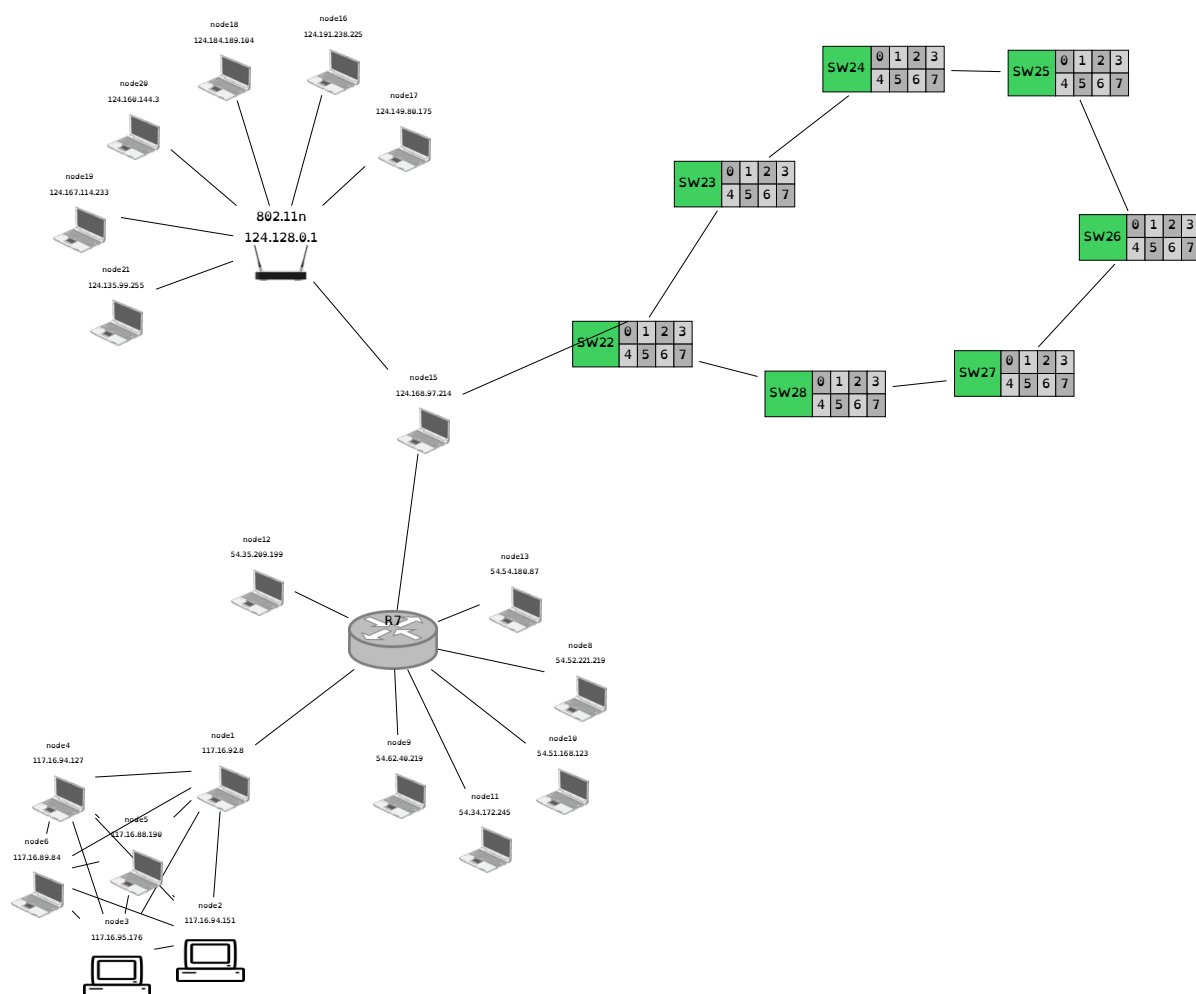 node18
124.184.189.104
node16
124.191.238.225
node20
124.160.144.3
node17
124.149.80.175
node19
124.167.114.233
802.11n
124.128.0.1
node21
124.135.99.255
SW24
0 1 2 3
4 5 6 7
SW25
0 1 2 3
4 5 6 7
SW23
0 1 2 3
4 5 6 7
SW26
0 1 2 3
4 5 6 7
SW22
0 1 2 3
4 5 6 7
SW28
0 1 2 3
4 5 6 7
SW27
0 1 2 3
4 5 6 7
node15
124.168.97.214
node12
54.35.209.199
node13
54.54.180.87
R7
node8
54.52.221.219
node1
117.16.92.8
node9
54.62.40.219
node10
54.51.168.123
node11
54.34.172.245
node4
117.16.94.127
node5
117.16.88.190
node6
117.16.89.84
node2
117.16.94.151
node3
117.16.95.176